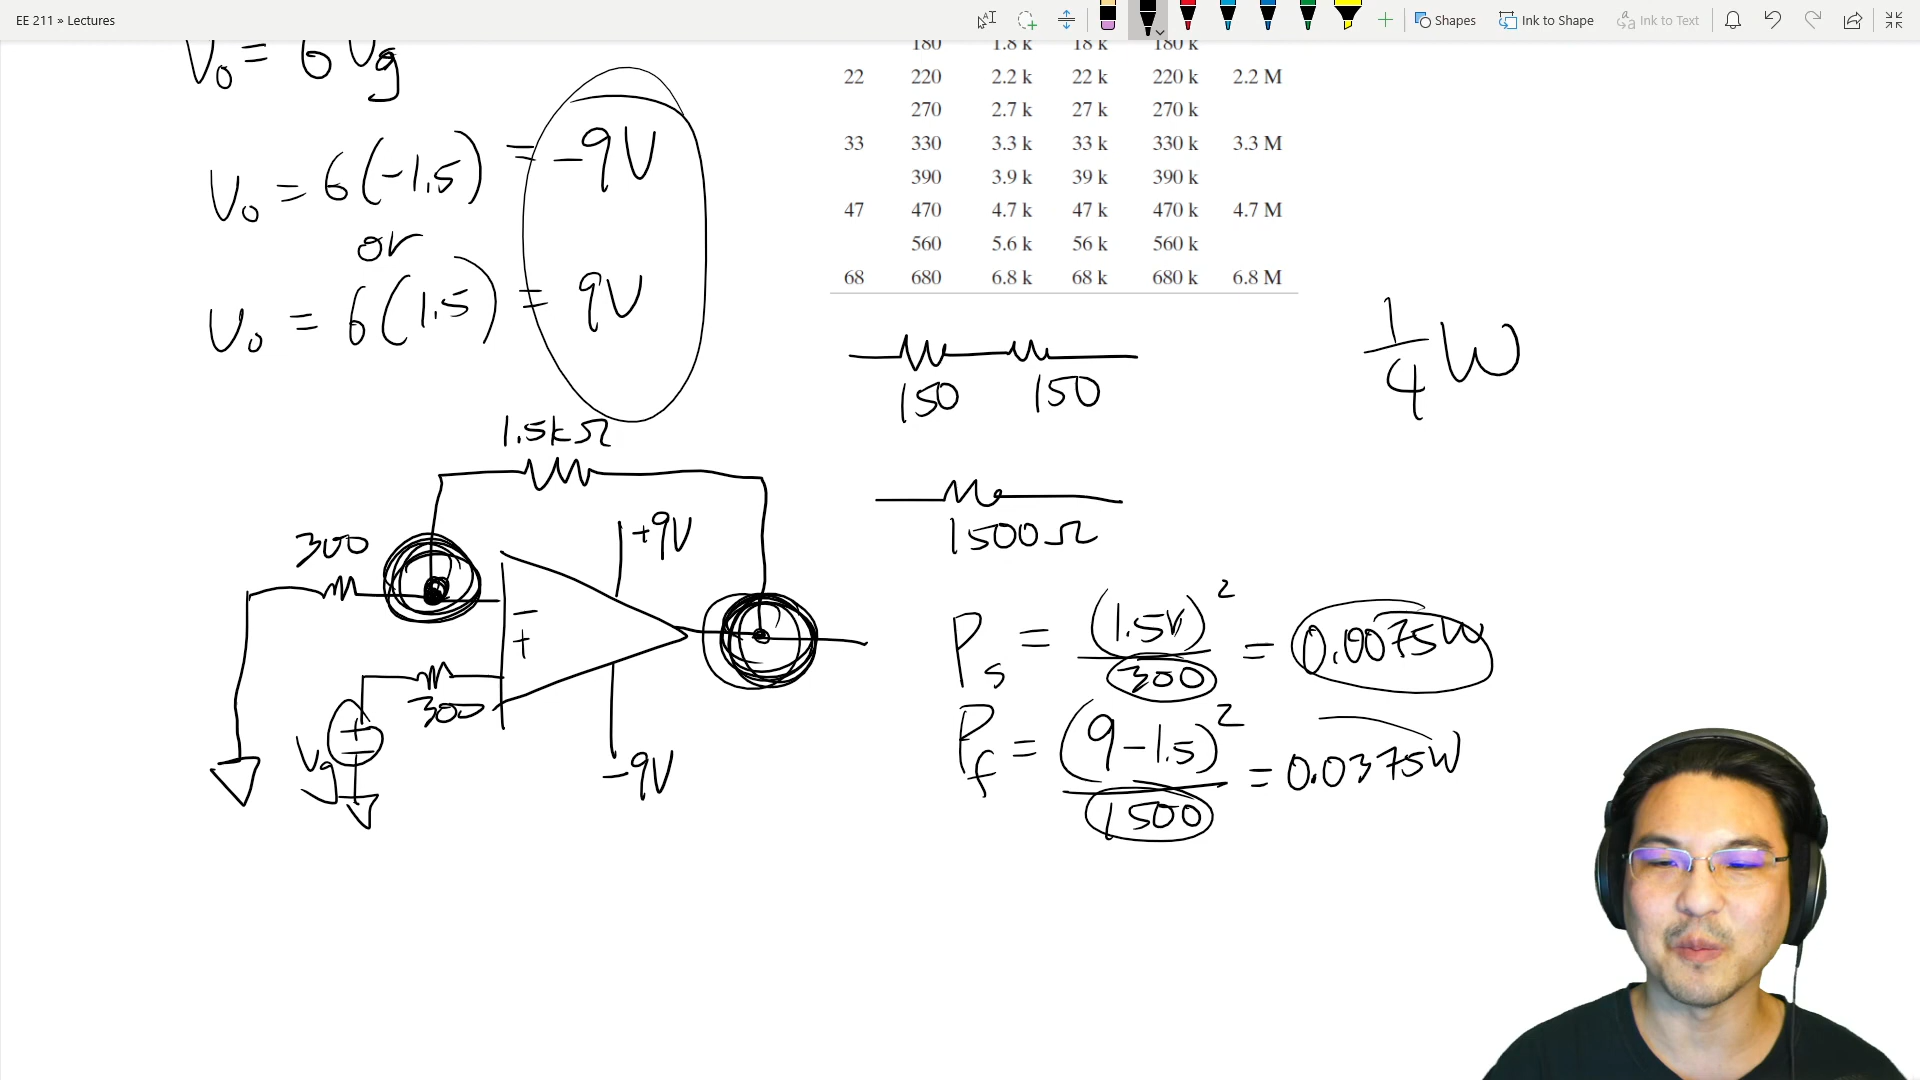 EE 211 » Lectures
Shapes
Ink to Shape
Ink to Text
V₀ = 6 Vg
V₀ = 6(-1.5) = -9V
or
V₀ = 6(1.5) = 9V
180 1.8 k 18 k 180 k
22 220 2.2 k 22 k 220 k 2.2 M
270 2.7 k 27 k 270 k
33 330 3.3 k 33 k 330 k 3.3 M
390 3.9 k 39 k 390 k
47 470 4.7 k 47 k 470 k 4.7 M
560 5.6 k 56 k 560 k
68 680 6.8 k 68 k 680 k 6.8 M
150 150
1/4 W
1500Ω
1.5kΩ
300
+9V
- 
+
300
Vg
+
-9V
Pₛ = (1.5V)² / 300 = 0.0075W
P_f = (9-1.5)² / 1500 = 0.0375W